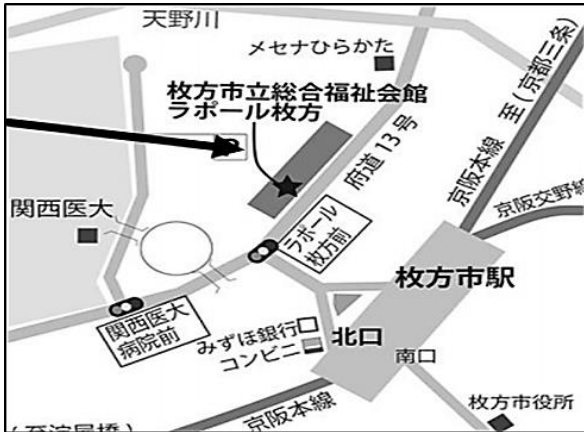 天野川
メセナひらかた
枚方市立総合福祉会館
ラポール枚方
府道13号
京阪本線 至(京都三条)
京阪交野線
関西医大
ラポール
枚方前
枚方市駅
関西医大
病院前
みずほ銀行
コンビニ
北口
南口
京阪本線
枚方市役所